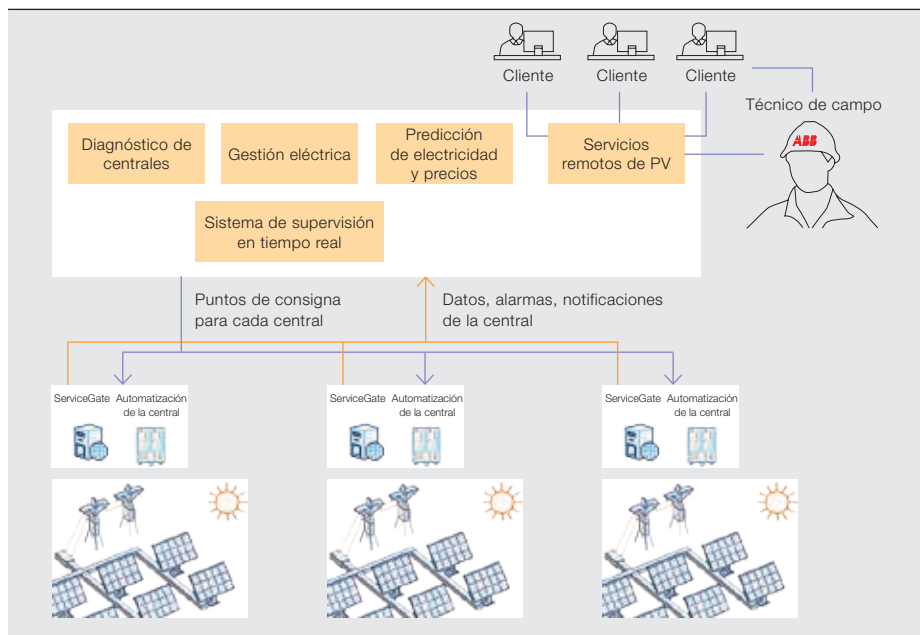 Cliente
Cliente
Cliente
Técnico de campo
ABB
Diagnóstico de
centrales
Gestión eléctrica
Predicción
de electricidad
y precios
Servicios
remotos de PV
Sistema de supervisión
en tiempo real
Puntos de consigna
para cada central
Datos, alarmas, notificaciones
de la central
ServiceGate
Automatización
de la central
ServiceGate
Automatización
de la central
ServiceGate
Automatización
de la central